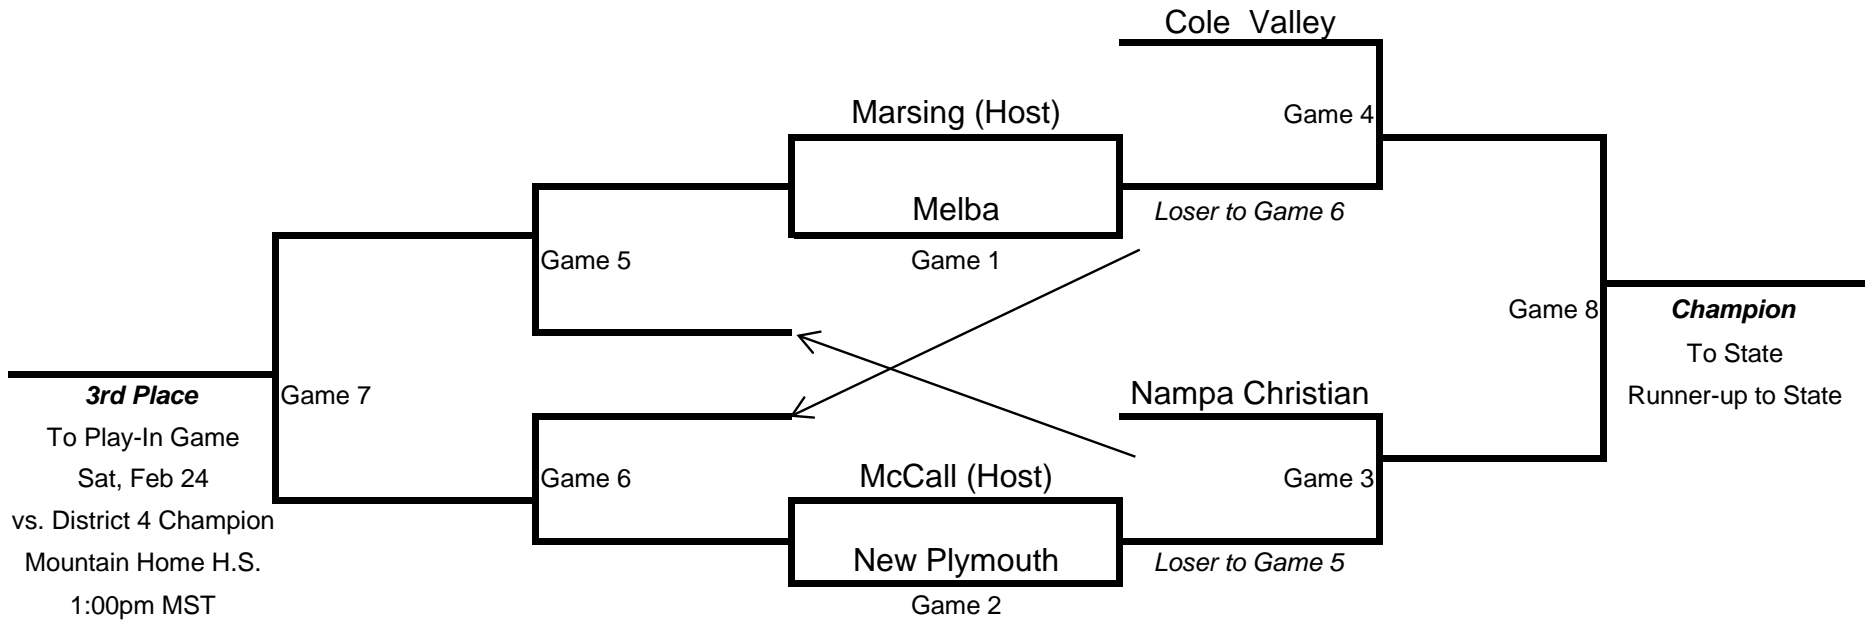 Cole Valley
Marsing (Host)
Game 4
Melba
Loser to Game 6
Game 5
Game 1
Game 8
Champion
To State
Runner-up to State
3rd Place
Game 7
To Play-In Game
Sat, Feb 24
vs. District 4 Champion
Mountain Home H.S.
1:00pm MST
Nampa Christian
Game 6
McCall (Host)
Game 3
New Plymouth
Loser to Game 5
Game 2